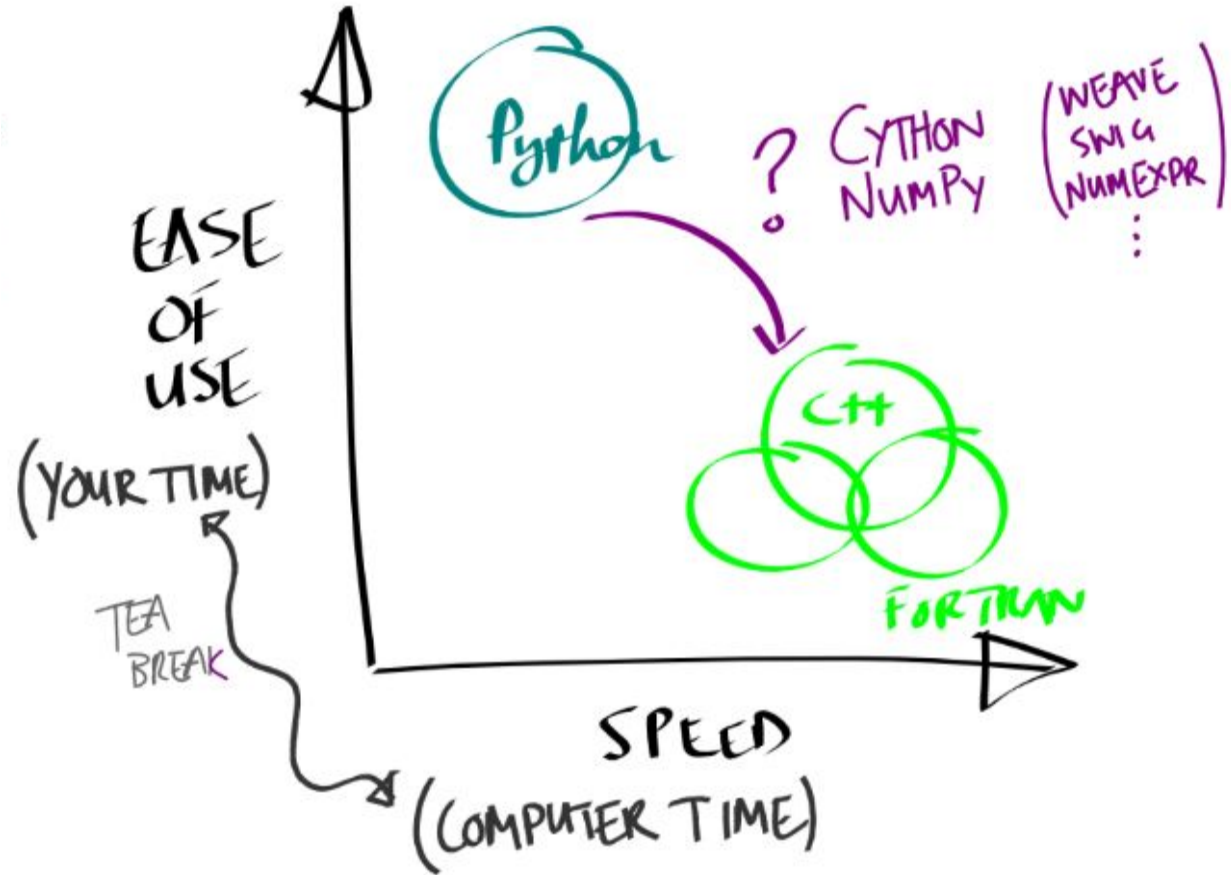 Python
?
CYTHON
NUMPY
(WEAVE
SWIG
NUMEXPR)
⋮
EASE
OF
USE
(YOUR TIME)
C++
FORTRAN
TEA
BREAK
SPEED
(COMPUTER TIME)